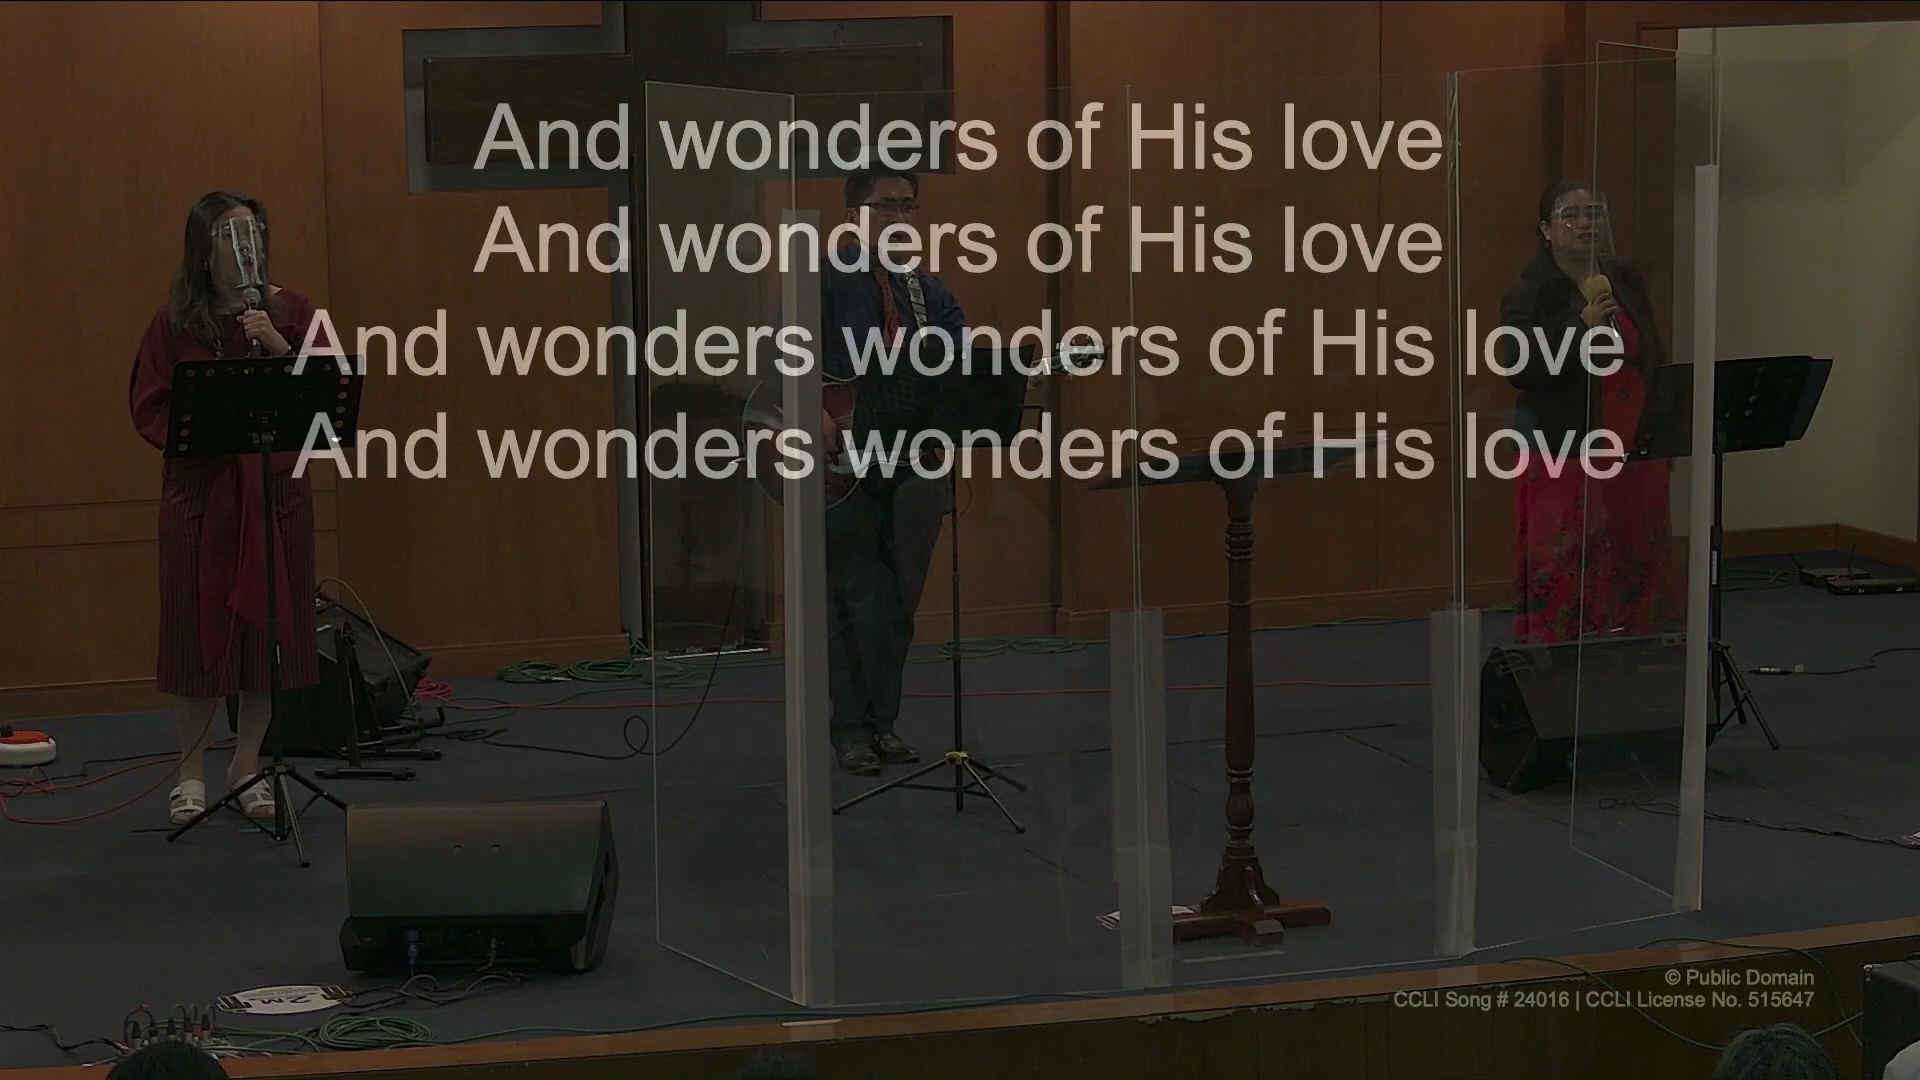 And wonders of His love
And wonders of His love
And wonders wonders of His love
And wonders wonders of His love
© Public Domain
CCLI Song # 24016 | CCLI License No. 515647
2M